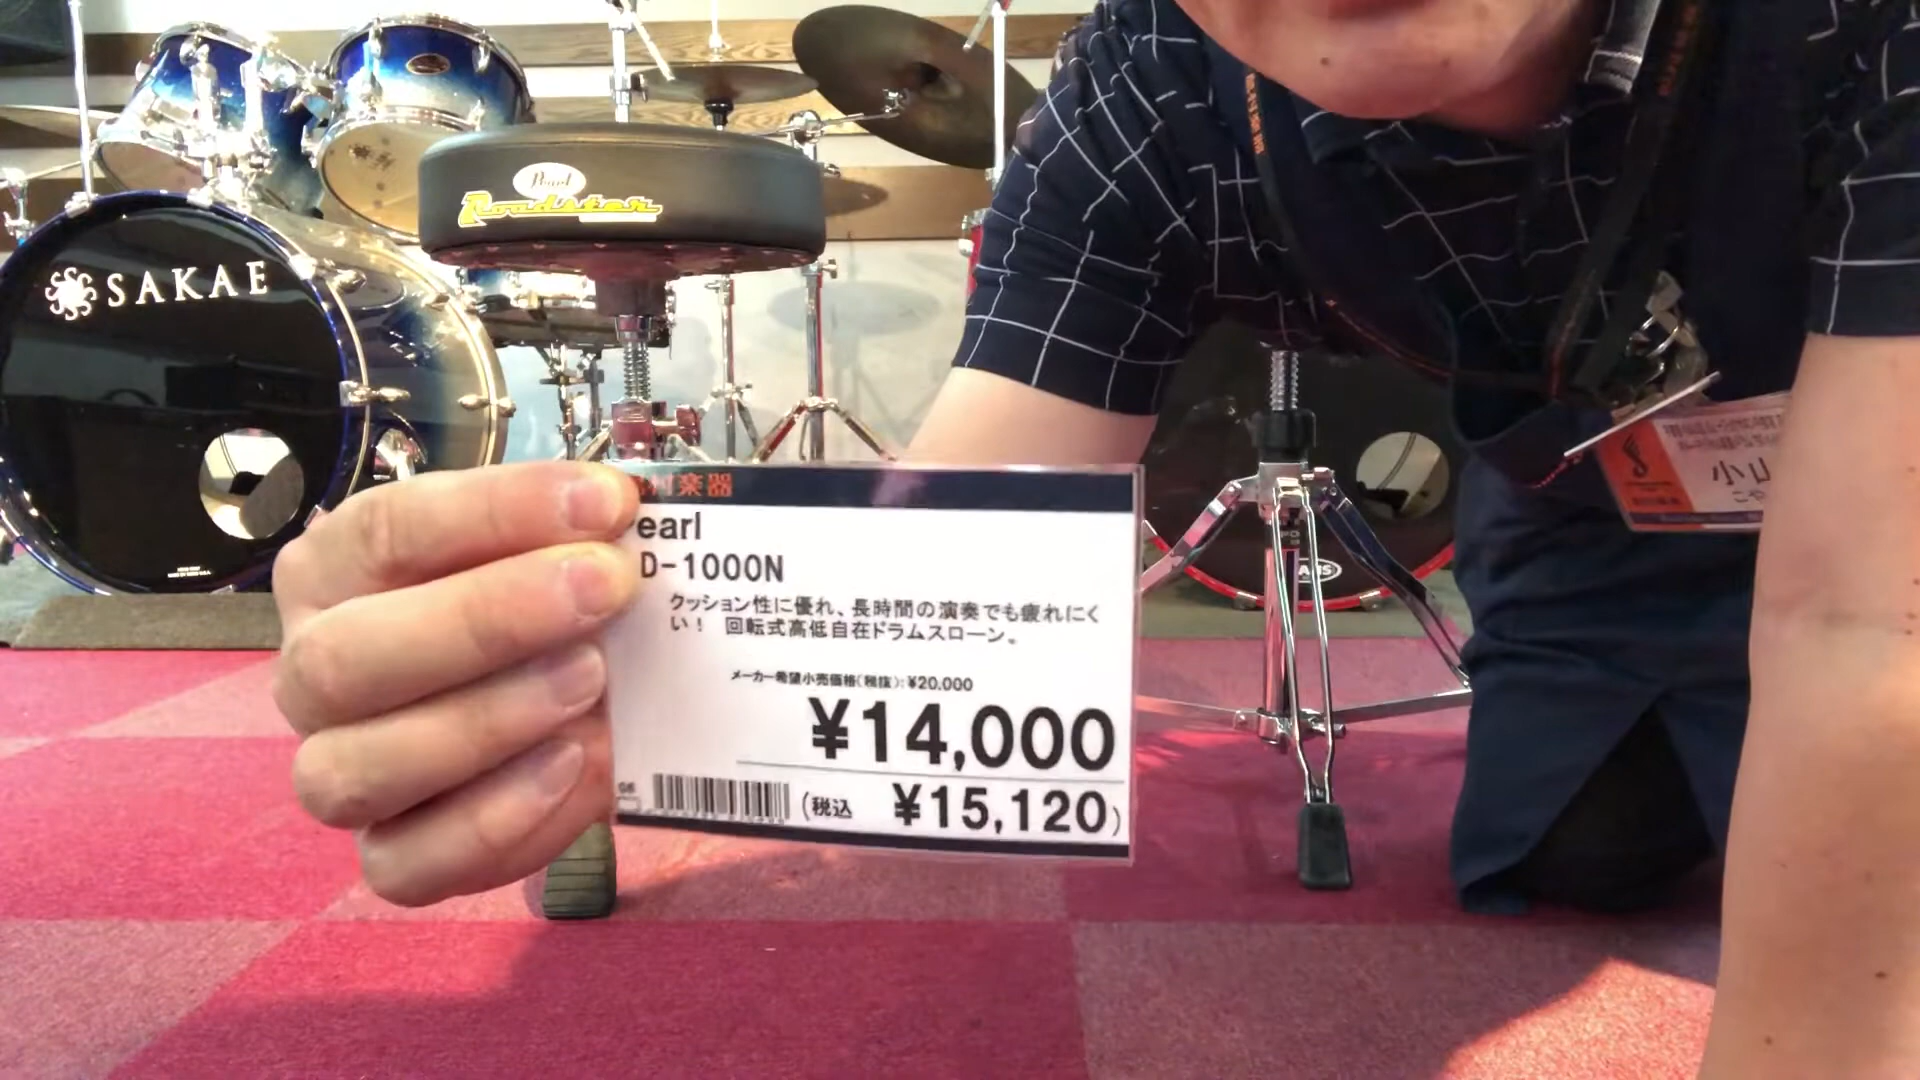 Pearl
Roadster
SAKAE
村楽器
earl
D-1000N
クッション性に優れ、長時間の演奏でも疲れにく
い！ 回転式高低自在ドラムスローン。
メーカー希望小売価格(税抜):¥20,000
¥14,000
(税込 ¥15,120)
小山
こや